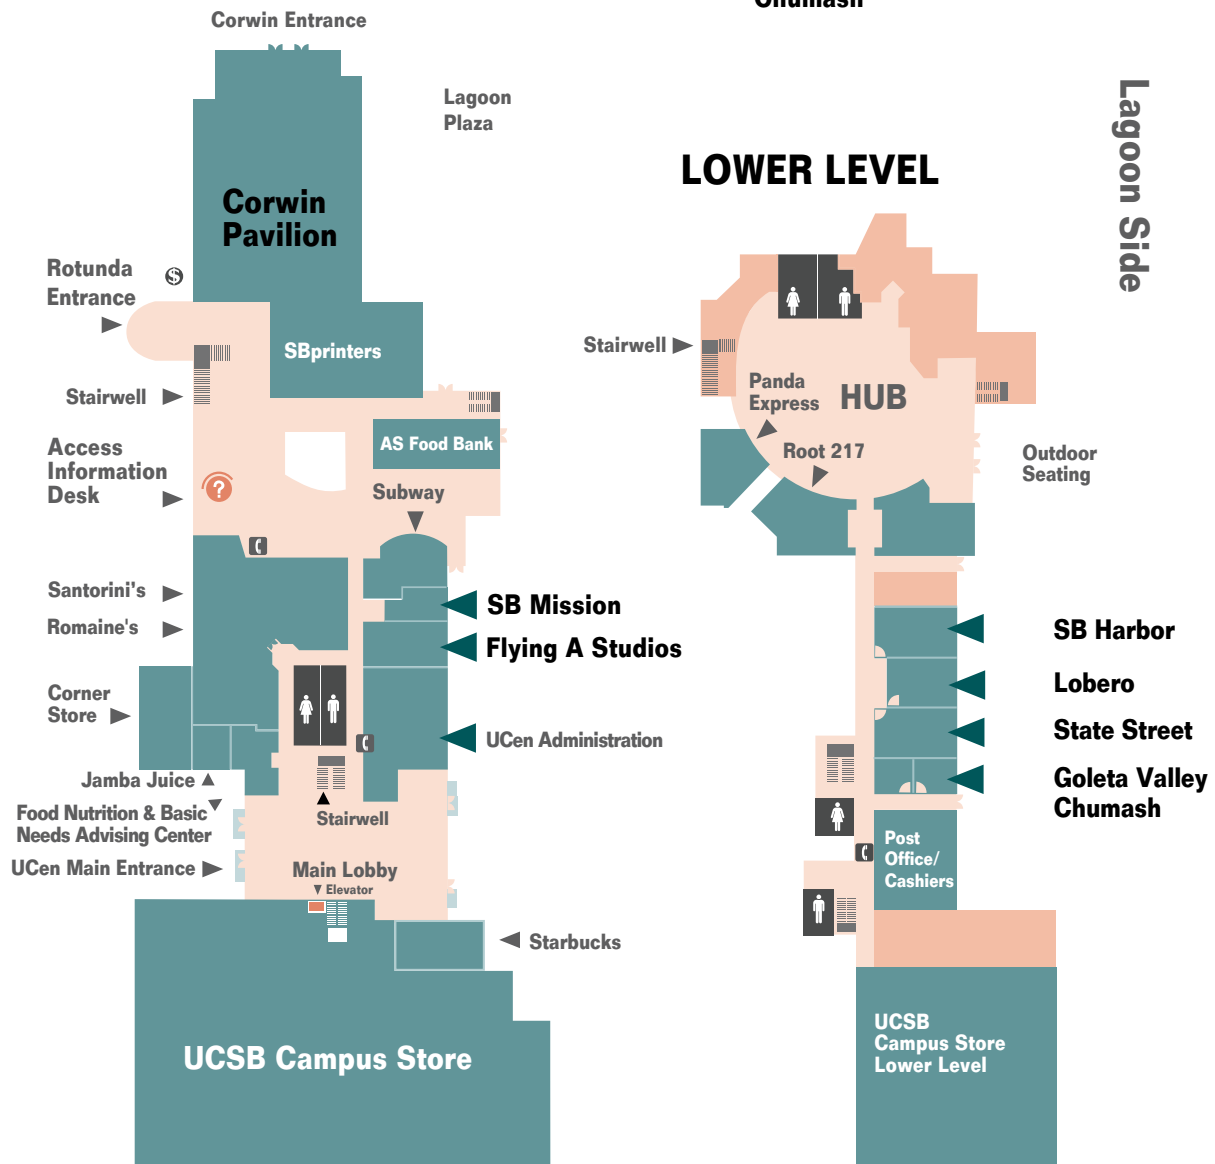 Chumash
Corwin Entrance
Lagoon
Plaza
Lagoon Side
LOWER LEVEL
Corwin
Pavilion
Rotunda
Entrance
$
SBprinters
Stairwell
Access
Information
Desk
?
AS Food Bank
Subway
Santorini's
Romaine's
SB Mission
Flying A Studios
Corner
Store
UCen Administration
Jamba Juice
Food Nutrition & Basic
Needs Advising Center
Stairwell
UCen Main Entrance
Main Lobby
Elevator
Starbucks
UCSB Campus Store
Stairwell
Panda
Express
HUB
Root 217
Outdoor
Seating
SB Harbor
Lobero
State Street
Goleta Valley
Chumash
Post
Office/
Cashiers
UCSB
Campus Store
Lower Level